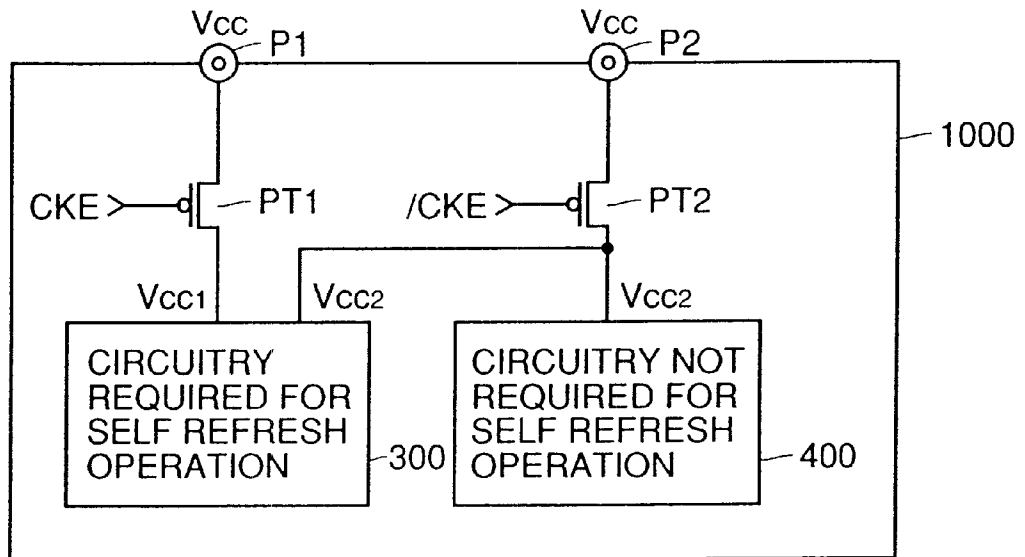 Vcc
P1
Vcc
P2
1000
CKE
PT1
/CKE
PT2
Vcc1
Vcc2
Vcc2
CIRCUITRY
REQUIRED FOR
SELF REFRESH
OPERATION
300
CIRCUITRY NOT
REQUIRED FOR
SELF REFRESH
OPERATION
400